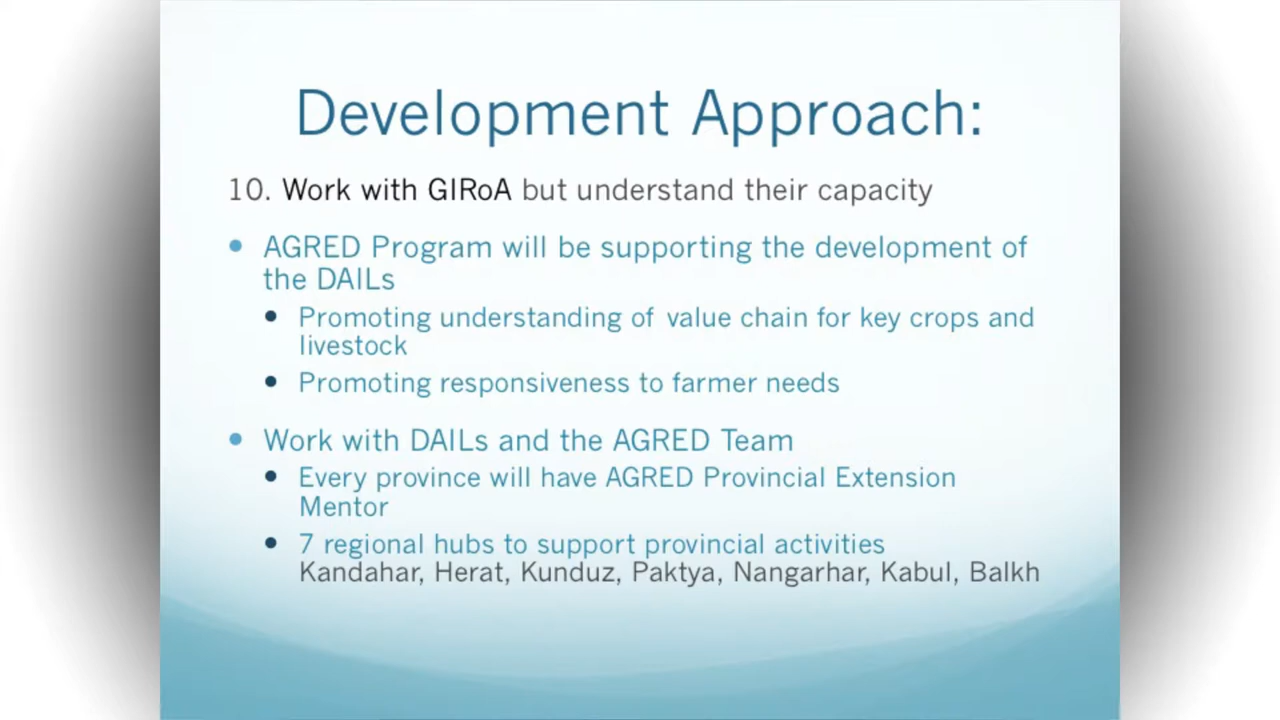 Development Approach:
10. Work with GIRoA but understand their capacity
• AGRED Program will be supporting the development of
the DAILs
• Promoting understanding of value chain for key crops and
livestock
• Promoting responsiveness to farmer needs
• Work with DAILs and the AGRED Team
• Every province will have AGRED Provincial Extension
Mentor
• 7 regional hubs to support provincial activities
Kandahar, Herat, Kunduz, Paktya, Nangarhar, Kabul, Balkh